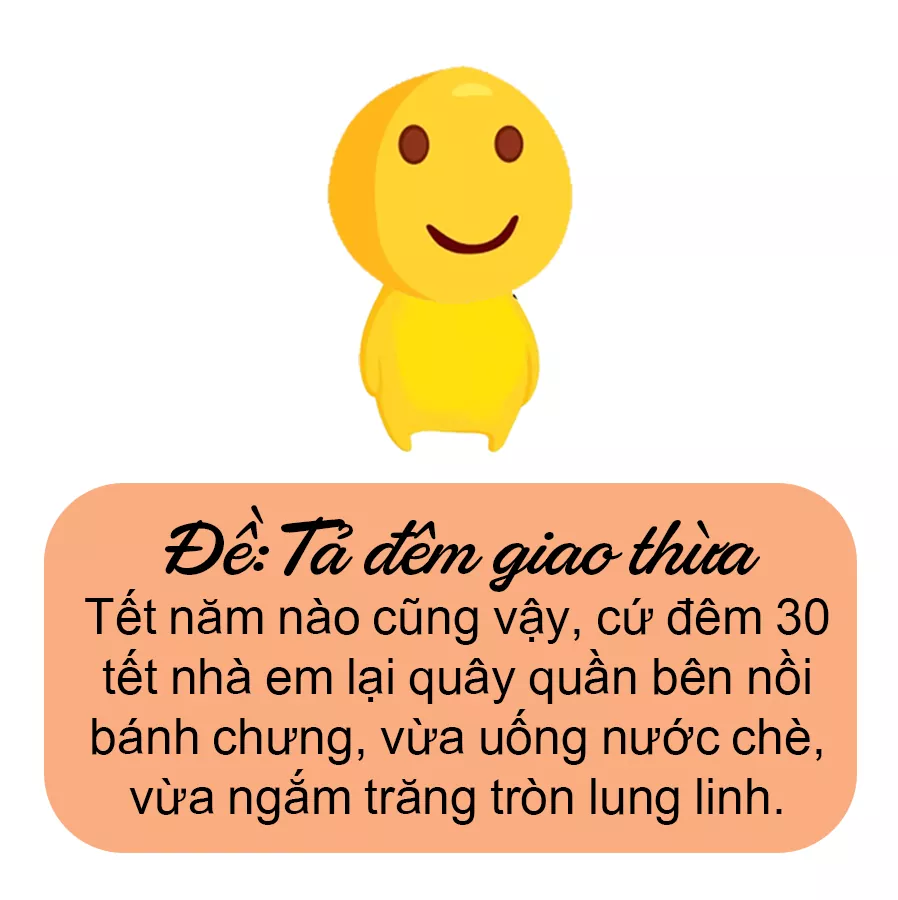 Đề: Tả đêm giao thừa
Tết năm nào cũng vậy, cứ đêm 30
tết nhà em lại quây quần bên nồi
bánh chưng, vừa uống nước chè,
vừa ngắm trăng tròn lung linh.